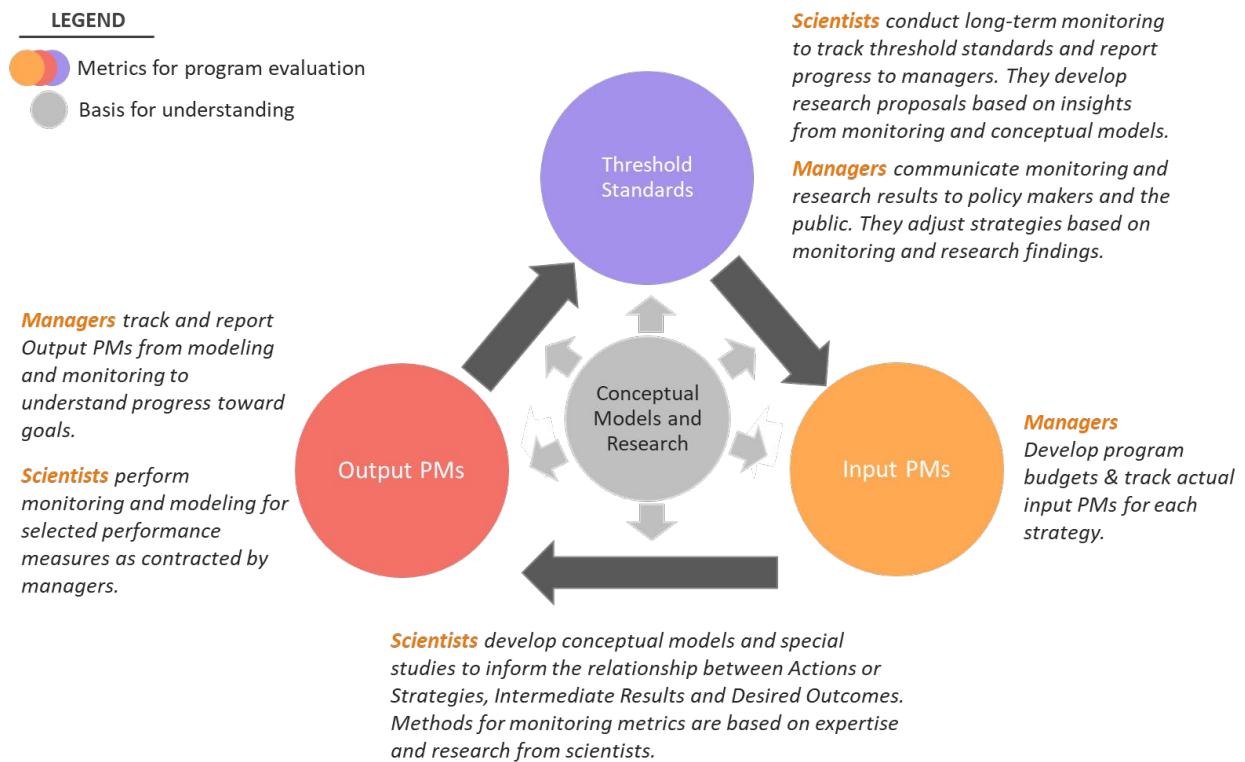 LEGEND
Metrics for program evaluation
Basis for understanding
Scientists conduct long-term monitoring
to track threshold standards and report
progress to managers. They develop
research proposals based on insights
from monitoring and conceptual models.
Managers communicate monitoring and
research results to policy makers and the
public. They adjust strategies based on
monitoring and research findings.
Threshold
Standards
Managers track and report
Output PMs from modeling
and monitoring to
understand progress toward
goals.
Scientists perform
monitoring and modeling for
selected performance
measures as contracted by
managers.
Output PMs
Conceptual
Models and
Research
Input PMs
Managers
Develop program
budgets & track actual
input PMs for each
strategy.
Scientists develop conceptual models and special
studies to inform the relationship between Actions or
Strategies, Intermediate Results and Desired Outcomes.
Methods for monitoring metrics are based on expertise
and research from scientists.